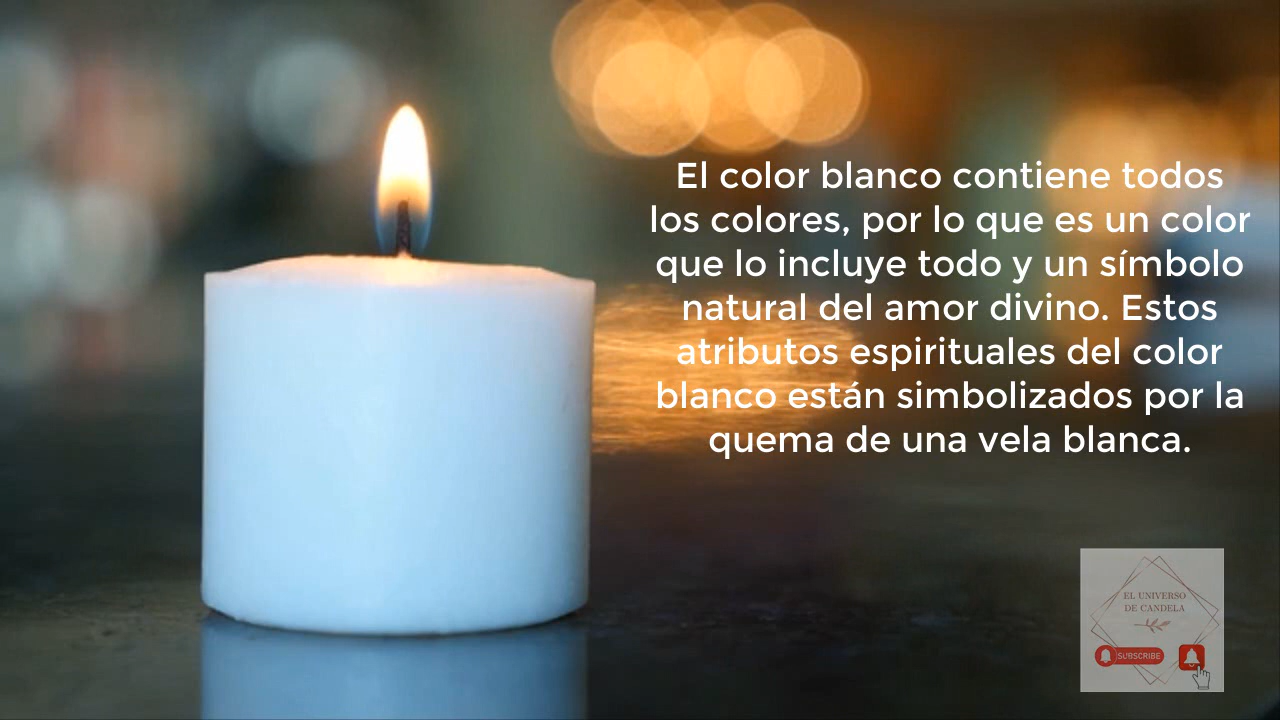 El color blanco contiene todos
los colores, por lo que es un color
que lo incluye todo y un símbolo
natural del amor divino. Estos
atributos espirituales del color
blanco están simbolizados por la
quema de una vela blanca.
EL UNIVERSO
DE CANDELA
SUBSCRIBE